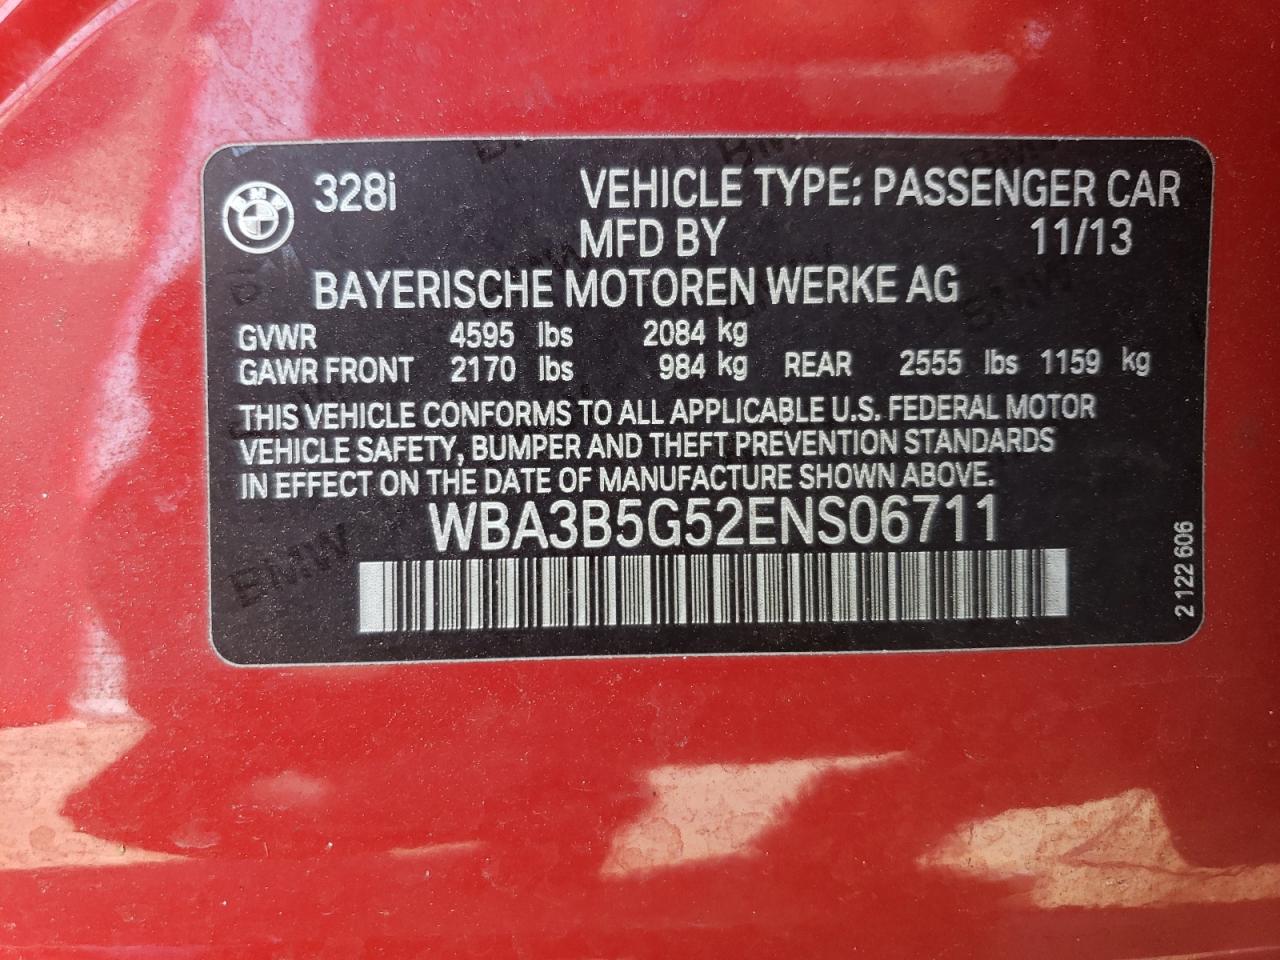 328i VEHICLE TYPE: PASSENGER CAR
MFD BY 11/13
BAYERISCHE MOTOREN WERKE AG
GVWR 4595 lbs 2084 kg
GAWR FRONT 2170 lbs 984 kg REAR 2555 lbs 1159 kg
THIS VEHICLE CONFORMS TO ALL APPLICABLE U.S. FEDERAL MOTOR
VEHICLE SAFETY, BUMPER AND THEFT PREVENTION STANDARDS
IN EFFECT ON THE DATE OF MANUFACTURE SHOWN ABOVE.
WBA3B5G52ENS06711
2 122 606